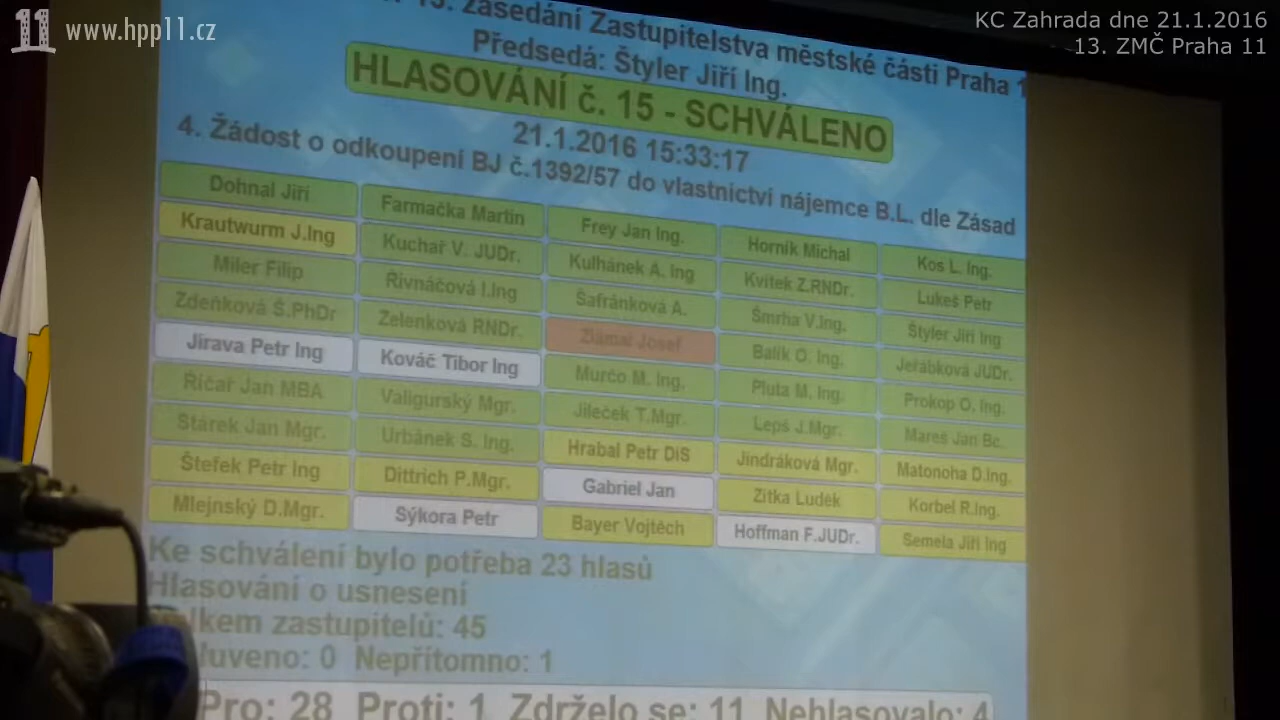 11 www.hpp11.cz
KC Zahrada dne 21.1.2016
13. ZMČ Praha 11
13. Zasedání Zastupitelstva městské části Praha 1
Předsedá: Štyler Jiří Ing.
HLASOVÁNÍ č. 15 - SCHVÁLENO
21.1.2016 15:33:17
4. Žádost o odkoupení BJ č.1392/57 do vlastnictví nájemce B.L. dle Zásad
Dohnal Jiří Farmačka Martin Frey Jan Ing. Horník Michal Kos L. Ing.
Krautwurm J.Ing Kuchař V. JUDr. Kulhánek A. Ing Kvítek Z.RNDr. Lukeš Petr
Miler Filip Řivnáčová I.Ing Šafránková A. Šmrha V.Ing. Štyler Jiří Ing
Zdeňková Š.PhDr Zelenková RNDr. Zlámal Josef Balík O. Ing. Jeřábková JUDr.
Jirava Petr Ing Kováč Tibor Ing Murčo M. Ing. Pluta M. Ing. Prokop O. Ing.
Říčař Jan MBA Valigurský Mgr. Jileček T.Mgr. Lepš J.Mgr. Mareš Jan Bc.
Stárek Jan Mgr. Urbánek S. Ing. Hrabal Petr DiS Jindráková Mgr. Matonoha D.Ing.
Šteřek Petr Ing Dittrich P.Mgr. Gabriel Jan Zítka Luděk Korbel R.Ing.
Mlejnský D.Mgr. Sýkora Petr Bayer Vojtěch Hoffman F.JUDr. Semela Jiří Ing
Ke schválení bylo potřeba 23 hlasů
Hlasování o usnesení
lkem zastupitelů: 45
luveno: 0 Nepřítomno: 1
Pro: 28 Proti: 1 Zdrželo se: 11 Nehlasovalo: 4